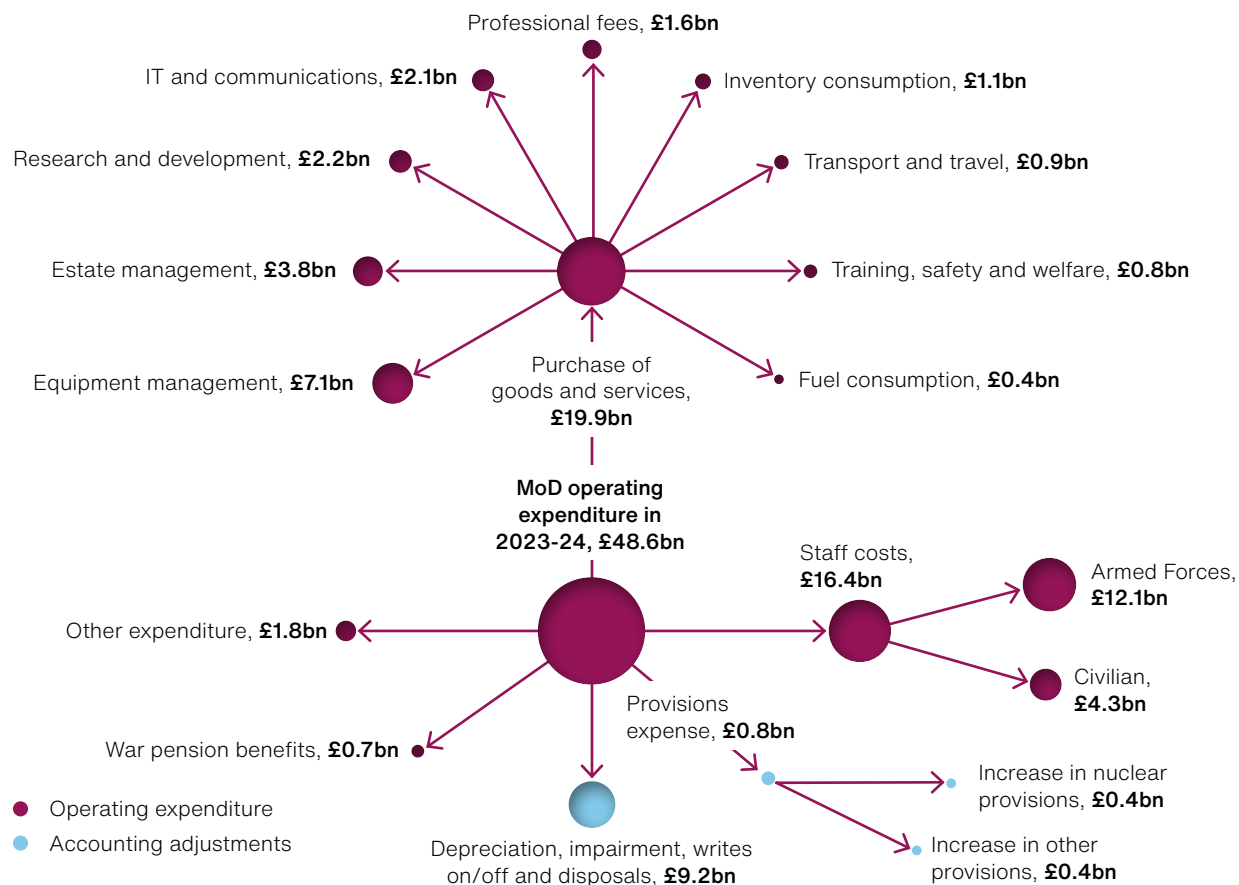 Professional fees, £1.6bn
IT and communications, £2.1bn
Inventory consumption, £1.1bn
Research and development, £2.2bn
Transport and travel, £0.9bn
Estate management, £3.8bn
Training, safety and welfare, £0.8bn
Equipment management, £7.1bn
Purchase of
goods and services,
£19.9bn
Fuel consumption, £0.4bn
MoD operating
expenditure in
2023-24, £48.6bn
Staff costs,
£16.4bn
Armed Forces,
£12.1bn
Other expenditure, £1.8bn
Civilian,
£4.3bn
Provisions
expense, £0.8bn
War pension benefits, £0.7bn
Increase in nuclear
provisions, £0.4bn
Operating expenditure
Accounting adjustments
Depreciation, impairment, writes
on/off and disposals, £9.2bn
Increase in other
provisions, £0.4bn